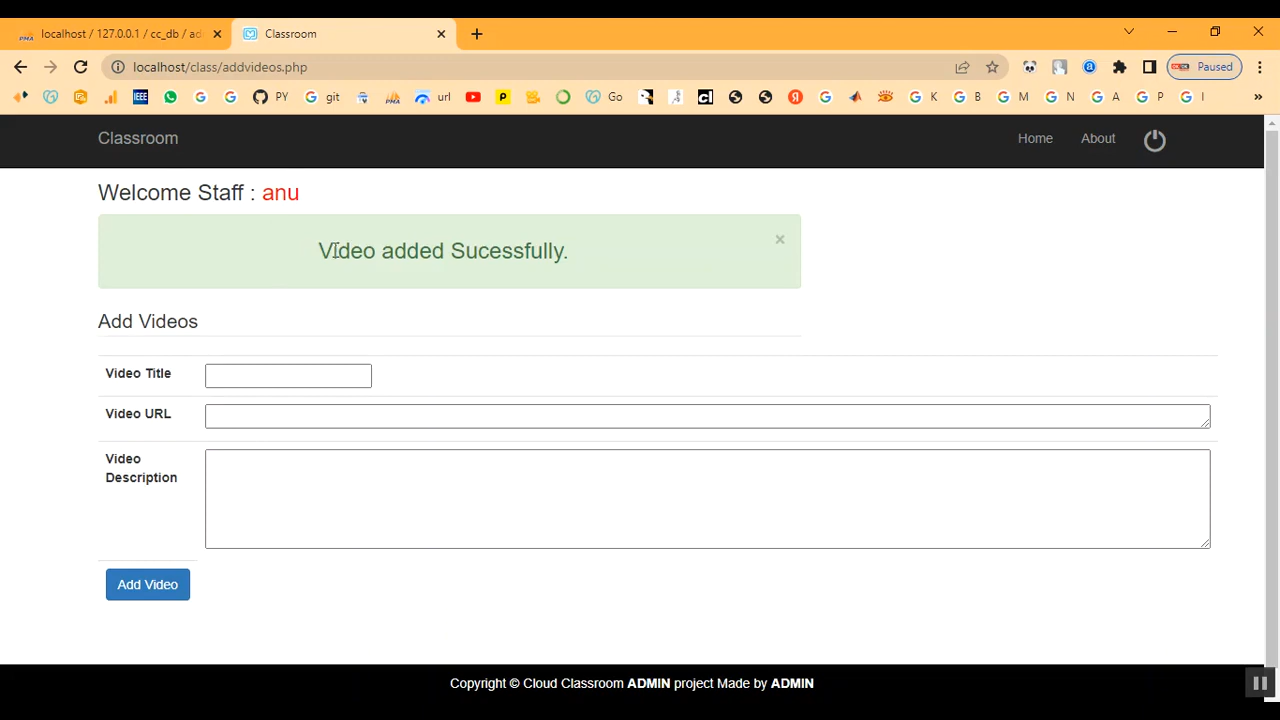 localhost / 127.0.0.1 / cc_db / ad
Classroom
localhost/class/addvideos.php
Paused
IEEE PY git url Go K B M N A P I
Classroom Home About
Welcome Staff : anu
Video added Sucessfully.
Add Videos
Video Title
Video URL
Video
Description
Add Video
Copyright © Cloud Classroom ADMIN project Made by ADMIN